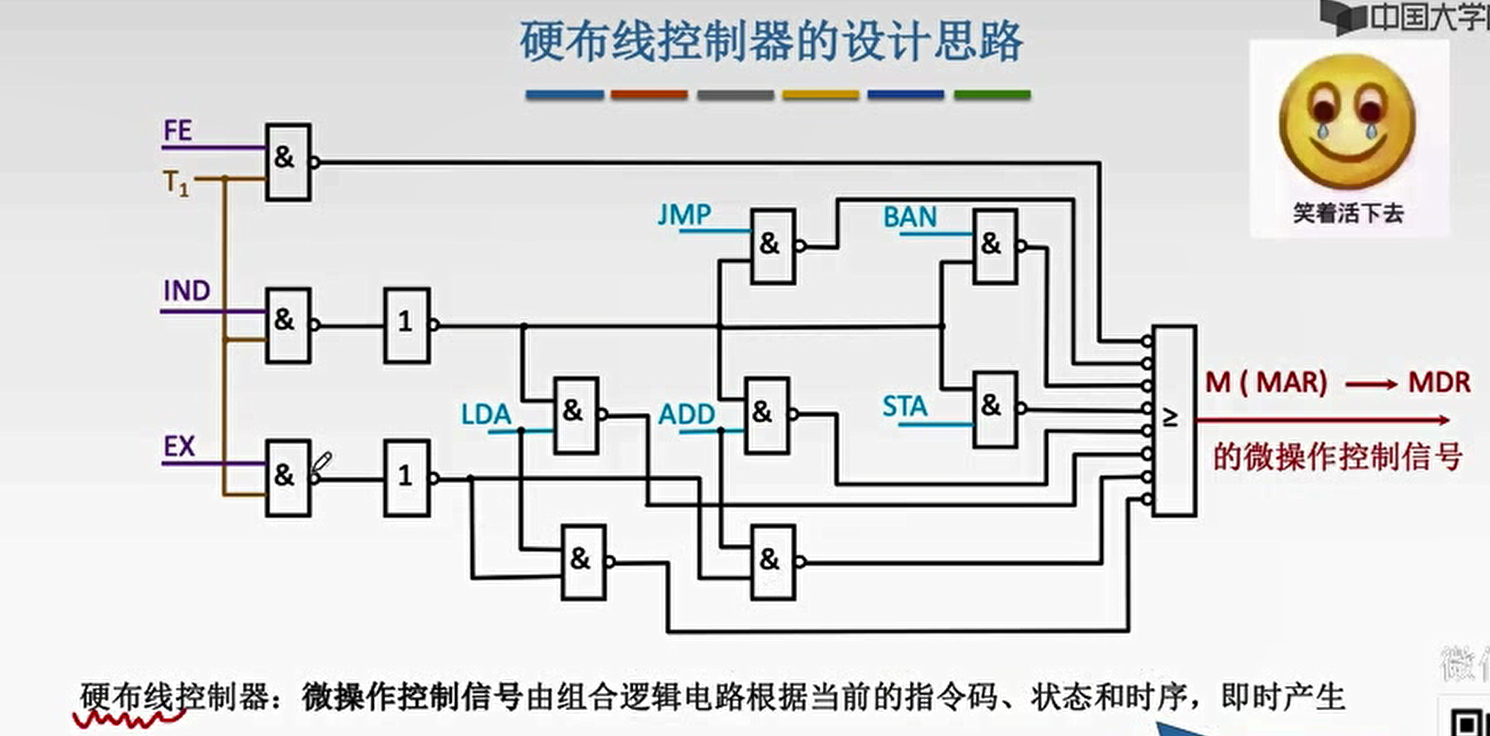 中国大学
硬布线控制器的设计思路
笑着活下去
FE
&
T1
JMP
&
BAN
&
IND
&
1
LDA
&
ADD
&
STA
&
≥
M ( MAR) → MDR
的微操作控制信号
EX
&
1
&
&
硬布线控制器：微操作控制信号由组合逻辑电路根据当前的指令码、状态和时序，即时产生